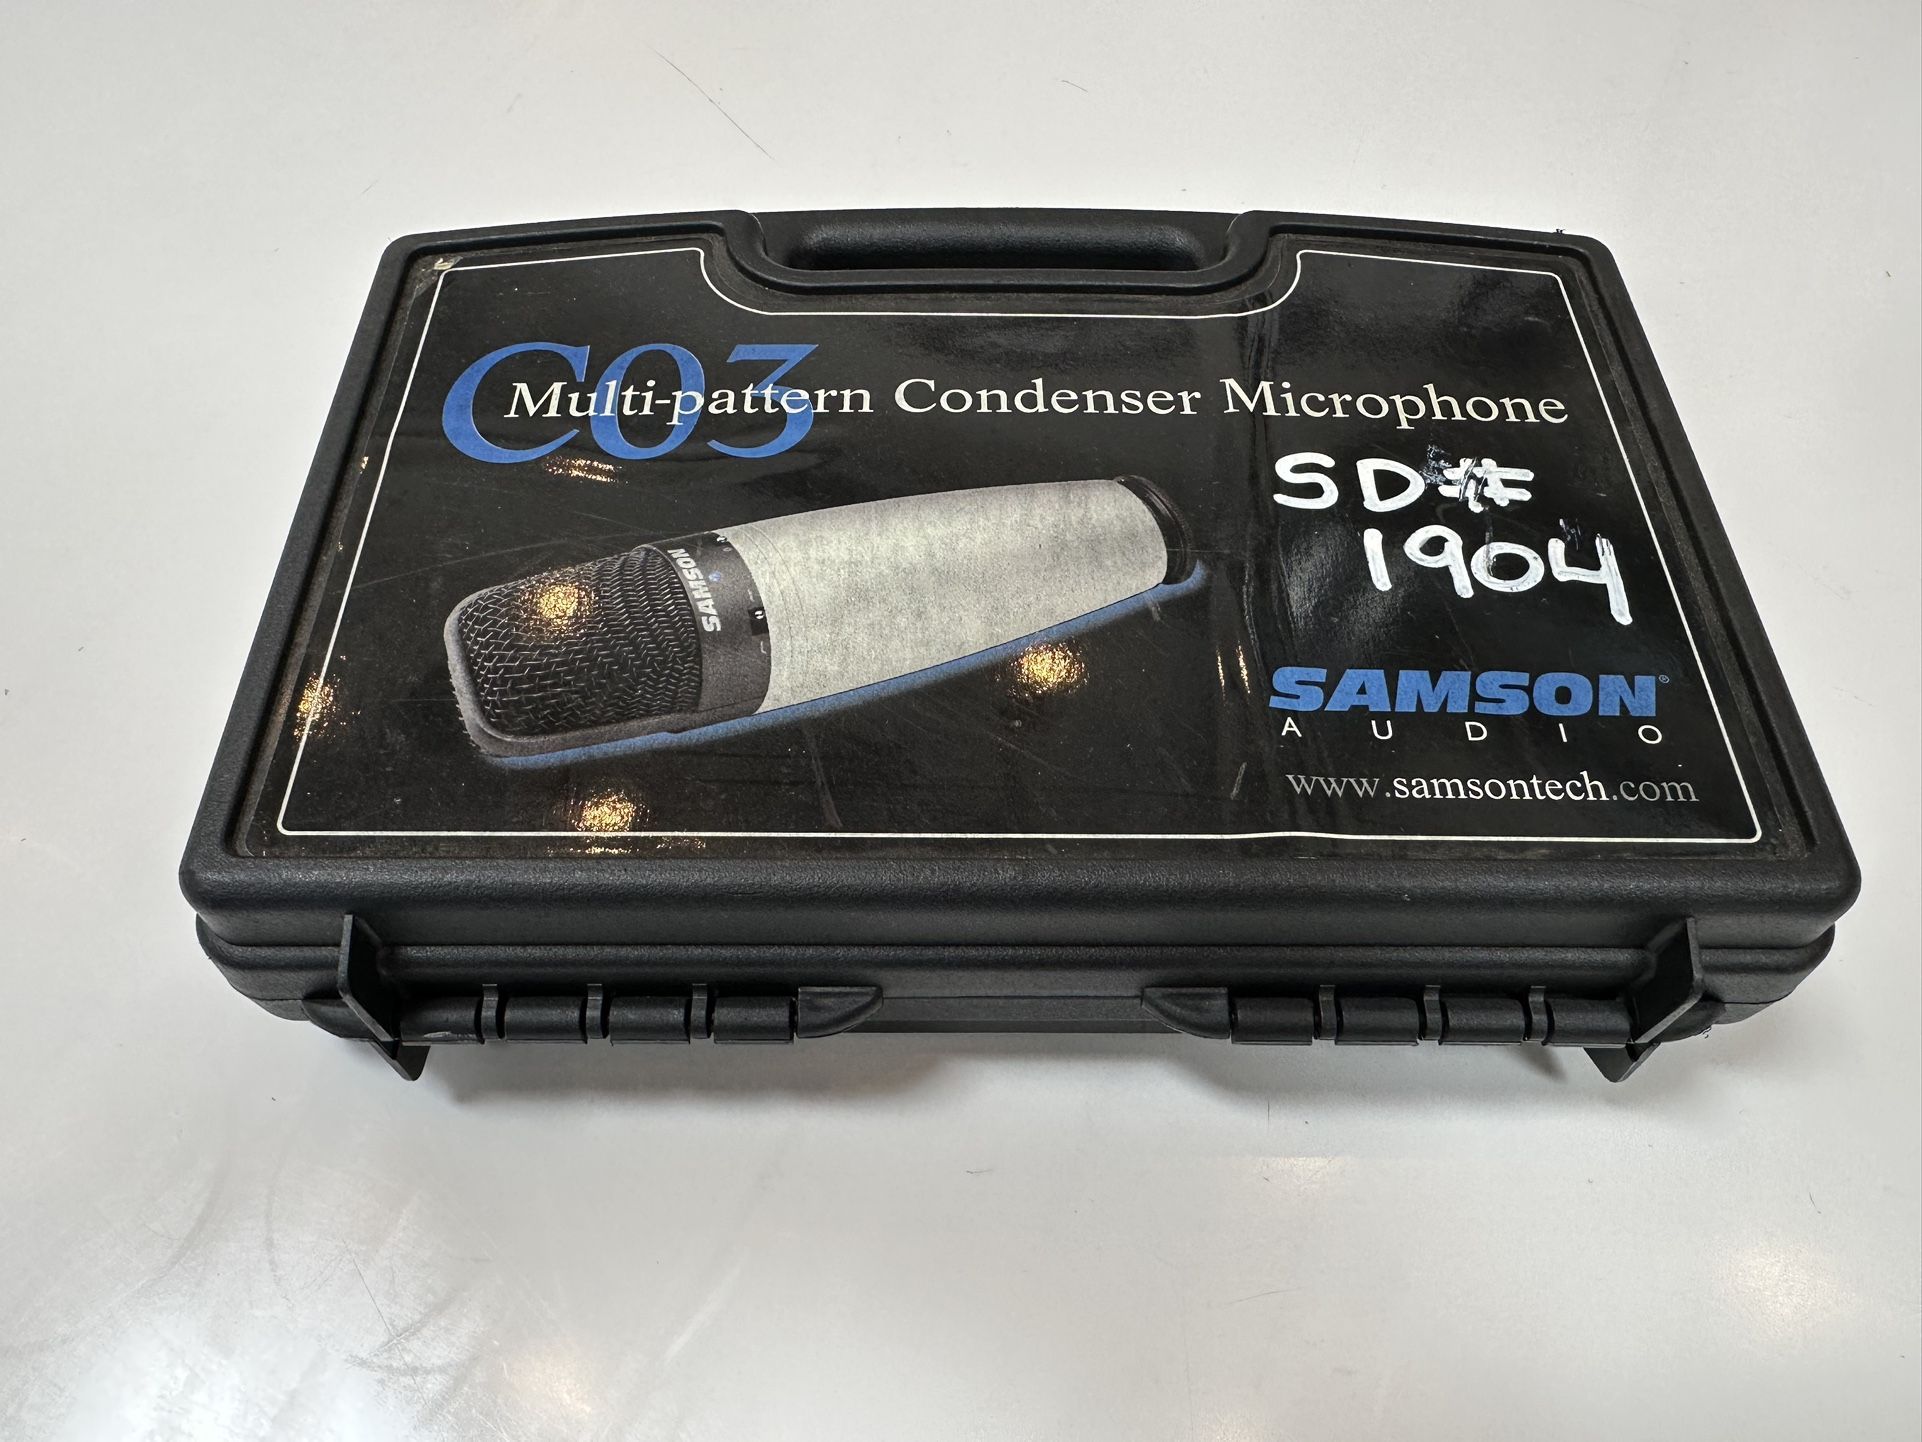 C03
Multi-pattern Condenser Microphone
SD#
1904
SAMSON
SAMSON®
AUDIO
www.samsontech.com